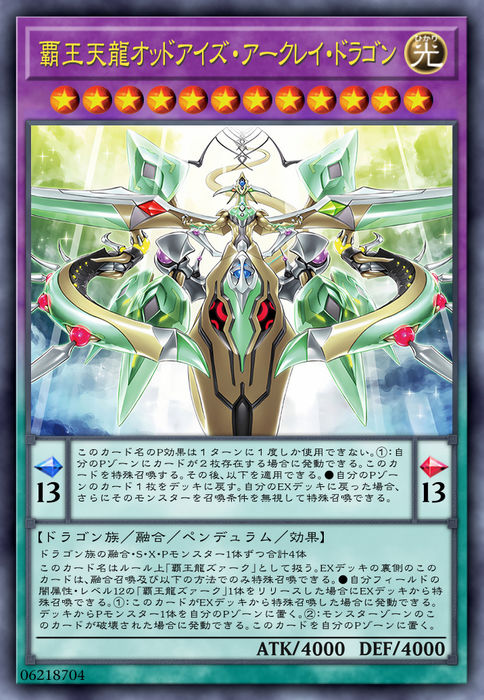 覇王天龍オッドアイズ・アークレイ・ドラゴン
ひかり
光
このカード名のP効果は1ターンに1度しか使用できない。①:自
分のPゾーンにカードが2枚存在する場合に発動できる。このカ
ードを特殊召喚する。その後、以下を適用できる。●自分のPゾー
ンのカード1枚をデッキに戻す。自分のEXデッキに戻った場合、
さらにそのモンスターを召喚条件を無視して特殊召喚できる。
13
13
【ドラゴン族/融合/ペンデュラム/効果】
ドラゴン族の融合・S・X・Pモンスター1体ずつ合計4体
このカード名はルール上「覇王龍ズァーク」として扱う。EXデッキの裏側のこの
カードは、融合召喚及び以下の方法でのみ特殊召喚できる。●自分フィールドの
闇属性・レベル12の「覇王龍ズァーク」1体をリリースした場合にEXデッキから特
殊召喚できる。①:このカードがEXデッキから特殊召喚した場合に発動できる。
デッキからPモンスター1体を自分のPゾーンに置く。②:モンスターゾーンのこ
のカードが破壊された場合に発動できる。このカードを自分のPゾーンに置く。
ATK/4000 DEF/4000
06218704